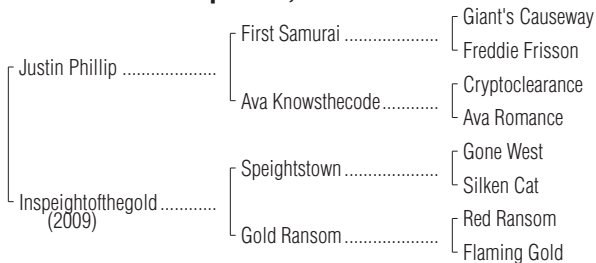 Giant's Causeway
First Samurai ...................
Freddie Frisson
Justin Phillip ...................
Cryptoclearance
Ava Knowsthecode...........
Ava Romance
Gone West
Speightstown ...................
Silken Cat
Inspeightofthegold...........
(2009)
Red Ransom
Gold Ransom...................
Flaming Gold